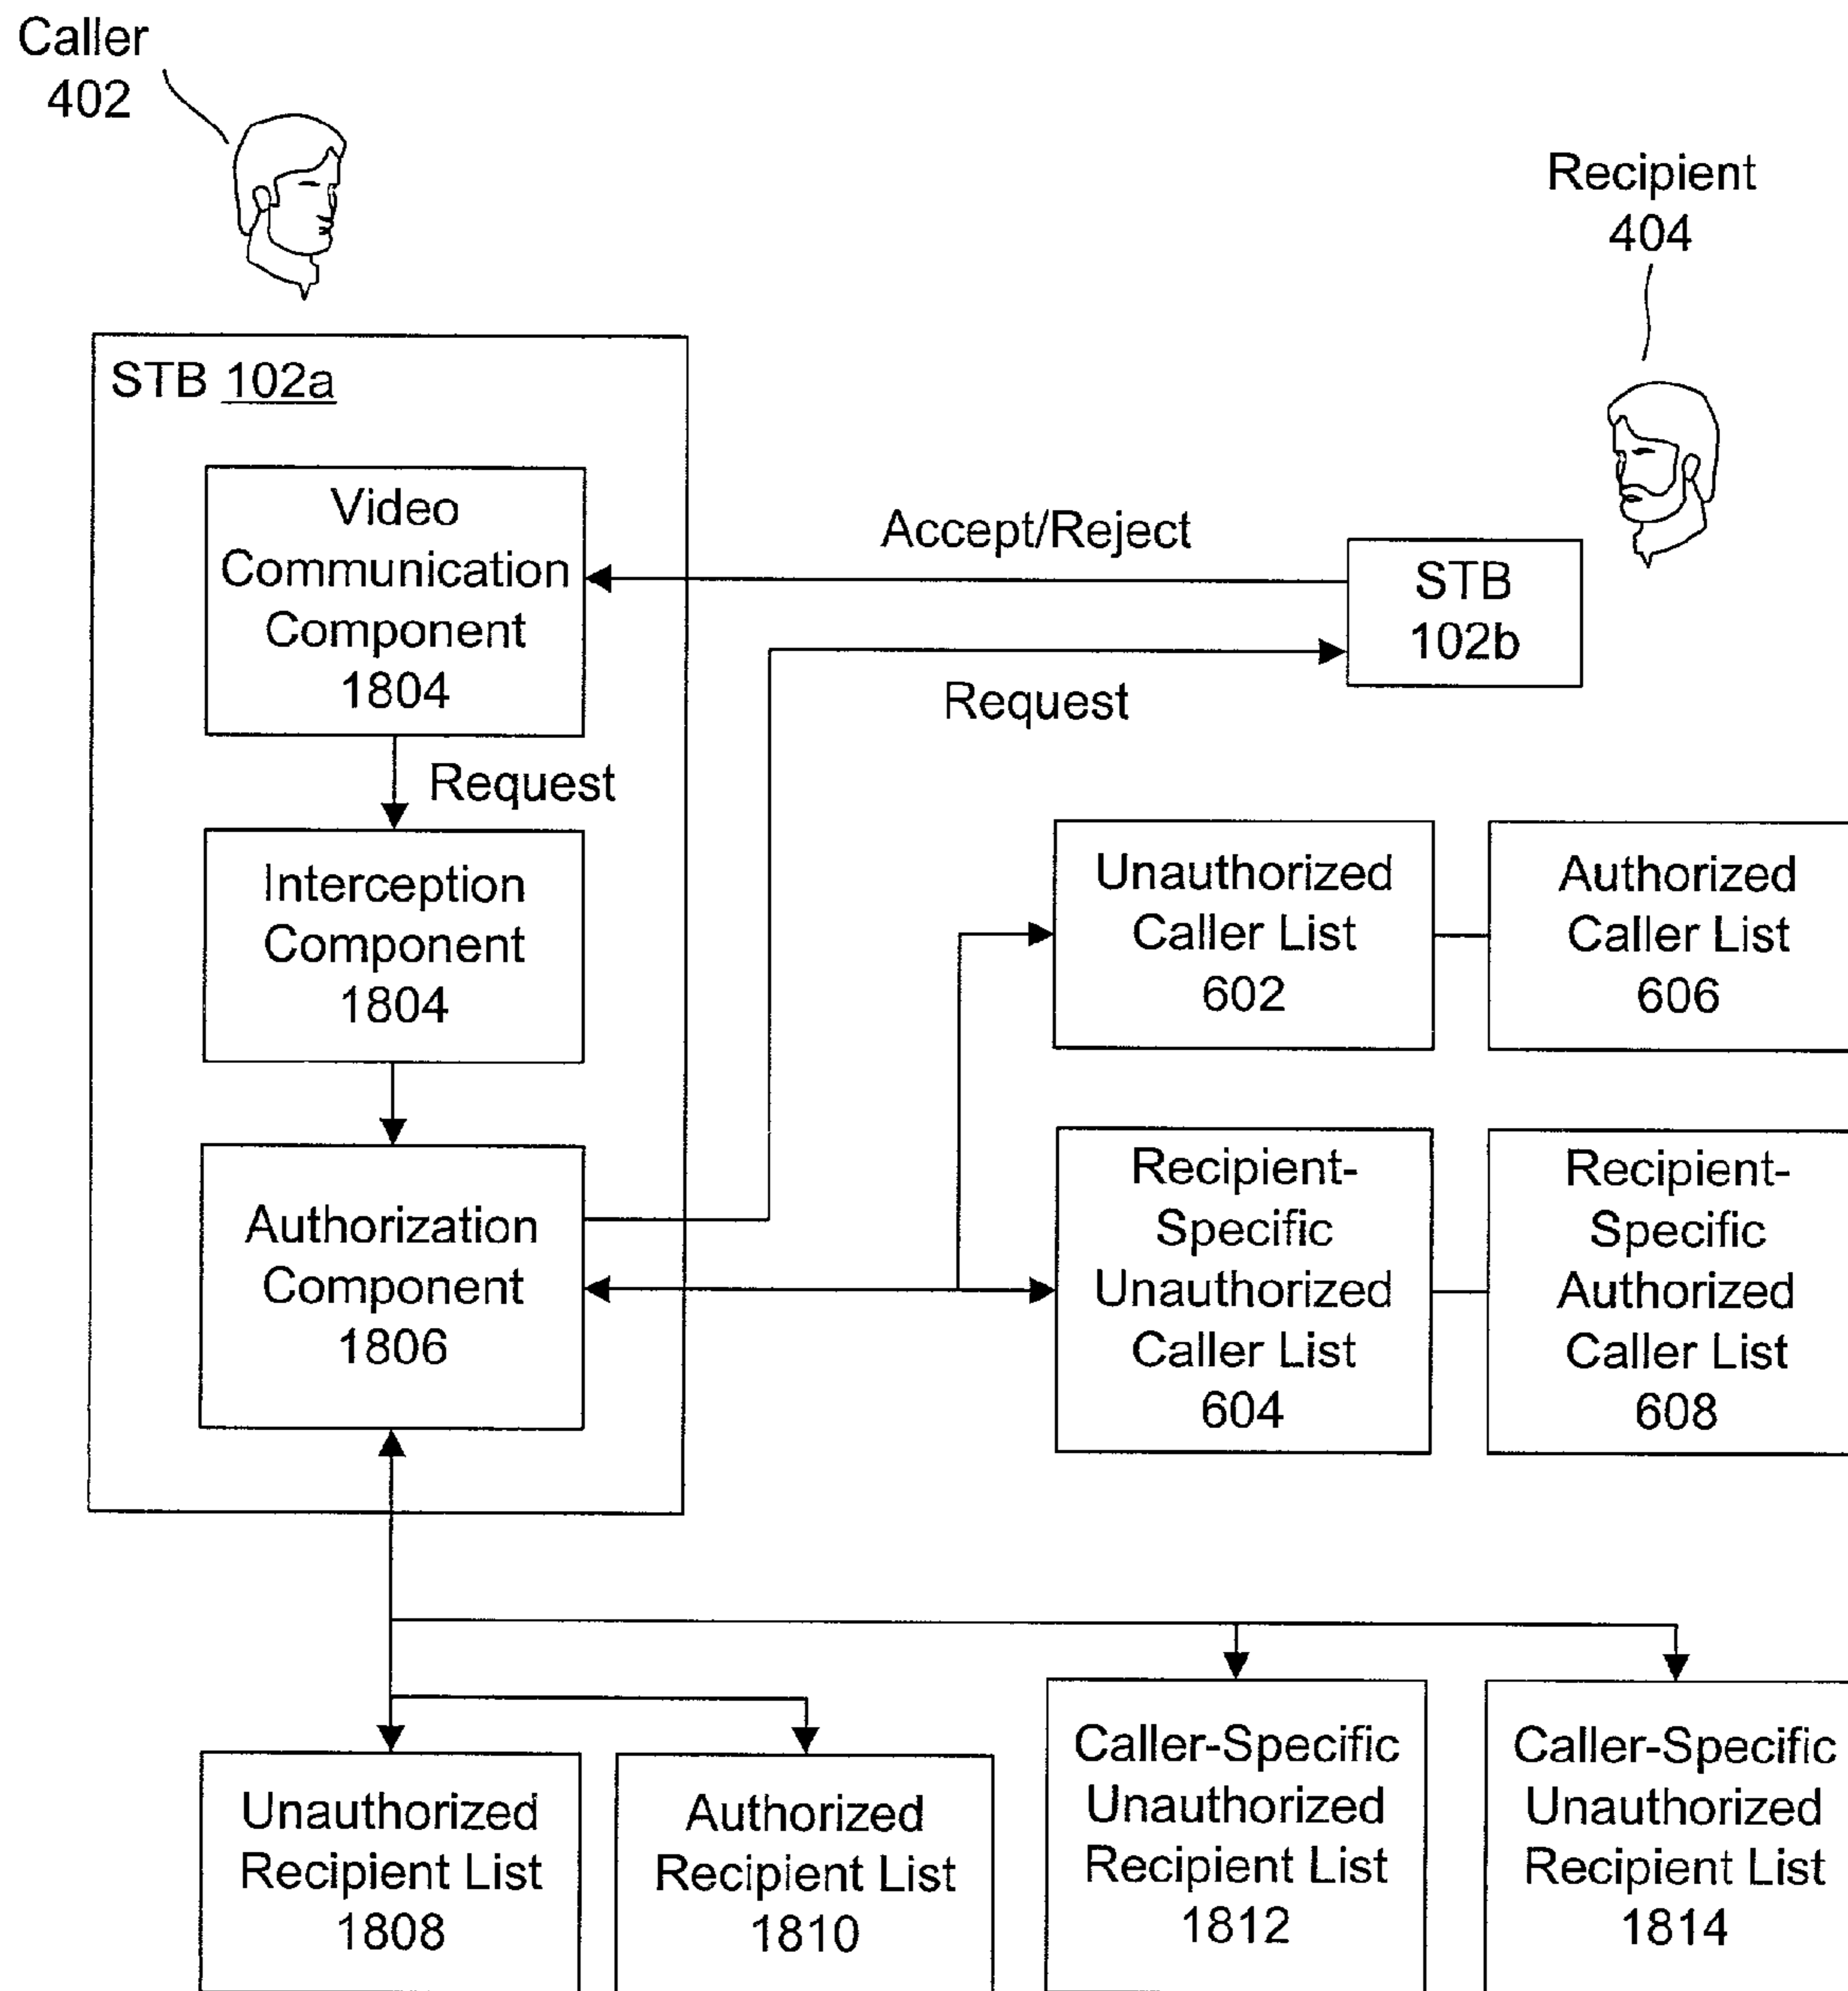 Caller
402
Recipient
404
STB 102a
Video
Communication
Component
1804
Accept/Reject
STB
102b
Request
Request
Interception
Component
1804
Unauthorized
Caller List
602
Authorized
Caller List
606
Authorization
Component
1806
Recipient-
Specific
Unauthorized
Caller List
604
Recipient-
Specific
Authorized
Caller List
608
Unauthorized
Recipient List
1808
Authorized
Recipient List
1810
Caller-Specific
Unauthorized
Recipient List
1812
Caller-Specific
Unauthorized
Recipient List
1814